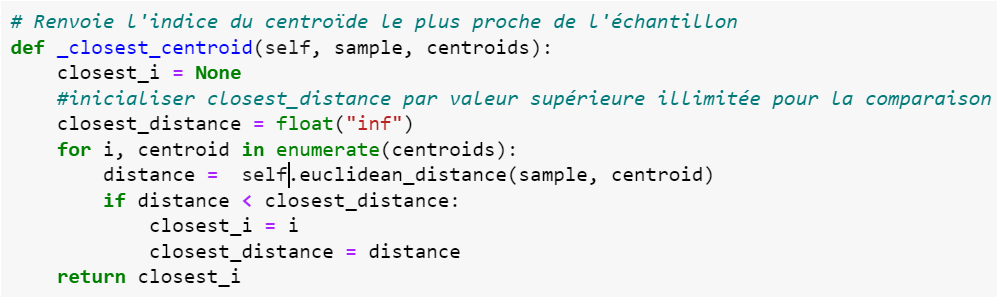 # Renvoie l'indice du centroïde le plus proche de l'échantillon
def _closest_centroid(self, sample, centroids):
    closest_i = None
    #inicialiser closest_distance par valeur supérieure illimitée pour la comparaison
    closest_distance = float("inf")
    for i, centroid in enumerate(centroids):
        distance =  self.euclidean_distance(sample, centroid)
        if distance < closest_distance:
            closest_i = i
            closest_distance = distance
    return closest_i